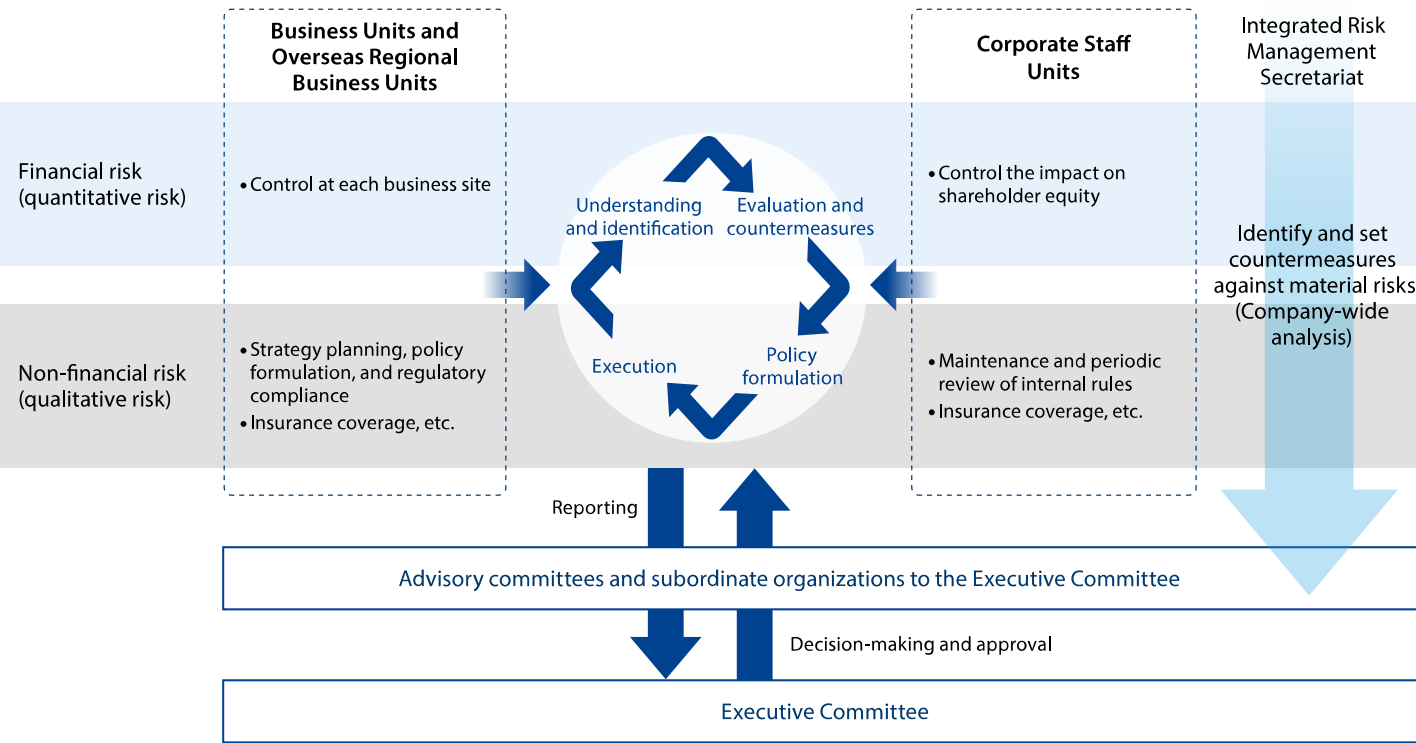 Business Units and
Overseas Regional
Business Units
Corporate Staff
Units
Integrated Risk
Management
Secretariat
Financial risk
(quantitative risk)
• Control at each business site
Understanding
and identification
Evaluation and
countermeasures
• Control the impact on
shareholder equity
Identify and set
countermeasures
against material risks
(Company-wide
analysis)
Non-financial risk
(qualitative risk)
• Strategy planning, policy
formulation, and regulatory
compliance
• Insurance coverage, etc.
Execution
Policy
formulation
• Maintenance and periodic
review of internal rules
• Insurance coverage, etc.
Reporting
Advisory committees and subordinate organizations to the Executive Committee
Decision-making and approval
Executive Committee